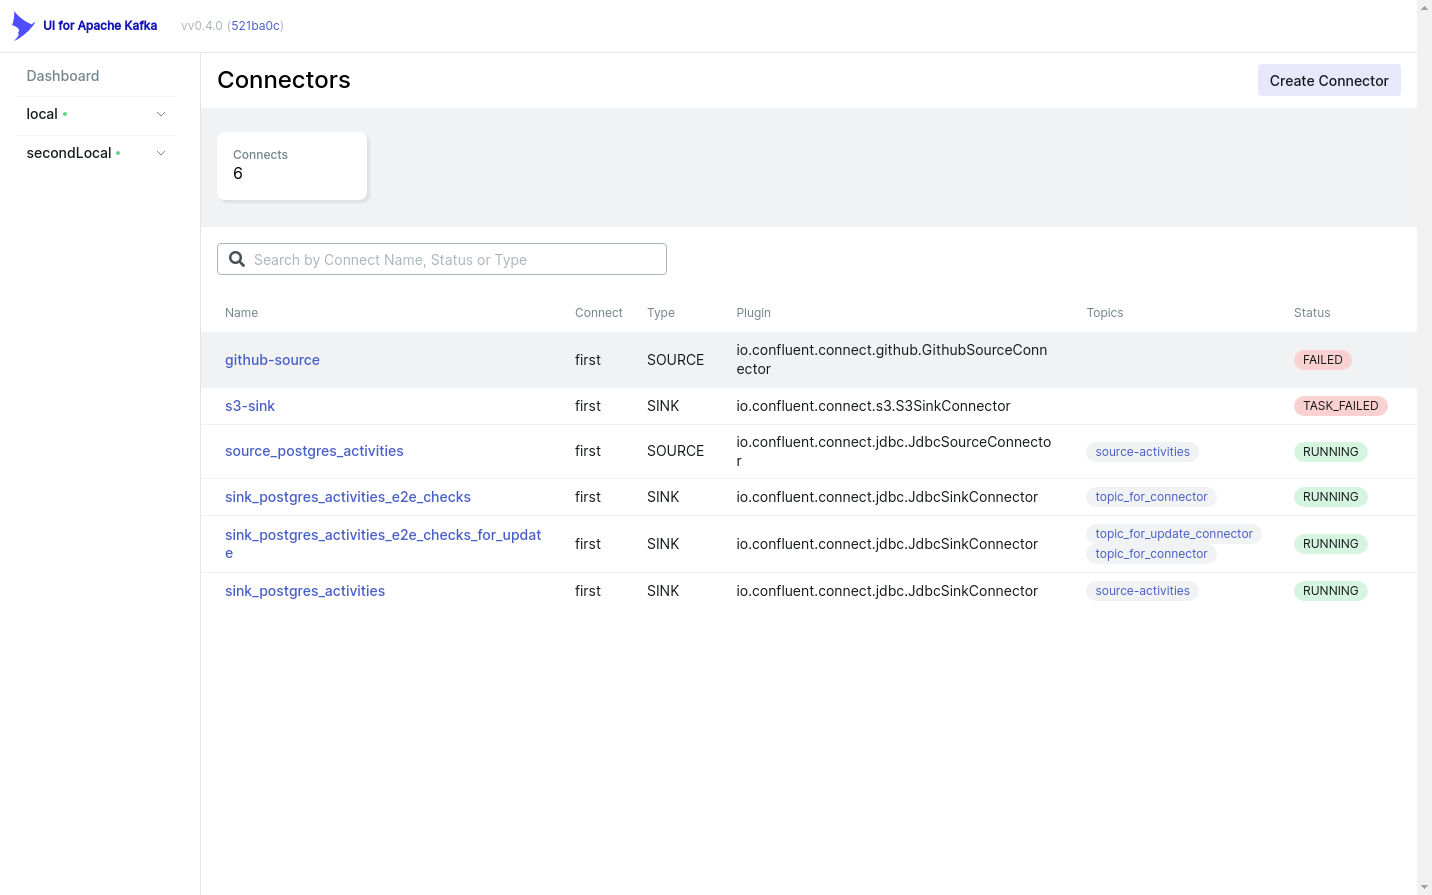 UI for Apache Kafka vv0.4.0 (521ba0c)
Dashboard
local
secondLocal
Connectors
Create Connector
Connects
6
Search by Connect Name, Status or Type
Name Connect Type Plugin Topics Status
github-source first SOURCE io.confluent.connect.github.GithubSourceConn
ector FAILED
s3-sink first SINK io.confluent.connect.s3.S3SinkConnector TASK_FAILED
source_postgres_activities first SOURCE io.confluent.connect.jdbc.JdbcSourceConnecto
r source-activities RUNNING
sink_postgres_activities_e2e_checks first SINK io.confluent.connect.jdbc.JdbcSinkConnector topic_for_connector RUNNING
sink_postgres_activities_e2e_checks_for_updat
e first SINK io.confluent.connect.jdbc.JdbcSinkConnector topic_for_update_connector
topic_for_connector RUNNING
sink_postgres_activities first SINK io.confluent.connect.jdbc.JdbcSinkConnector source-activities RUNNING